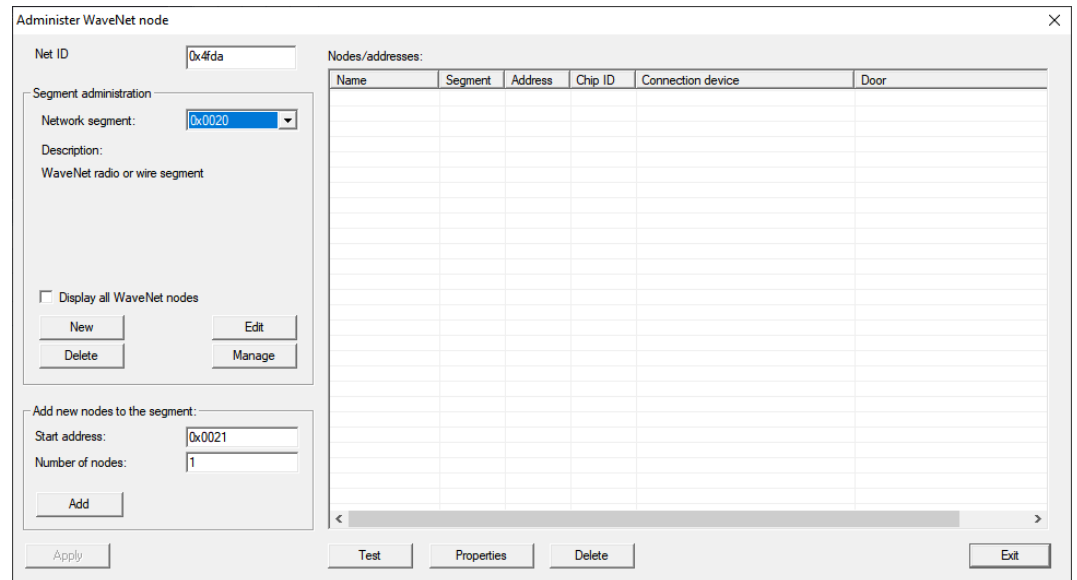 Administer WaveNet node
Net ID
0x4fda
Segment administration
Network segment:
0x0020
Description:
WaveNet radio or wire segment
Display all WaveNet nodes
New
Edit
Delete
Manage
Add new nodes to the segment:
Start address:
0x0021
Number of nodes:
1
Add
Apply
Nodes/addresses:
Name Segment Address Chip ID Connection device Door
Test
Properties
Delete
Exit